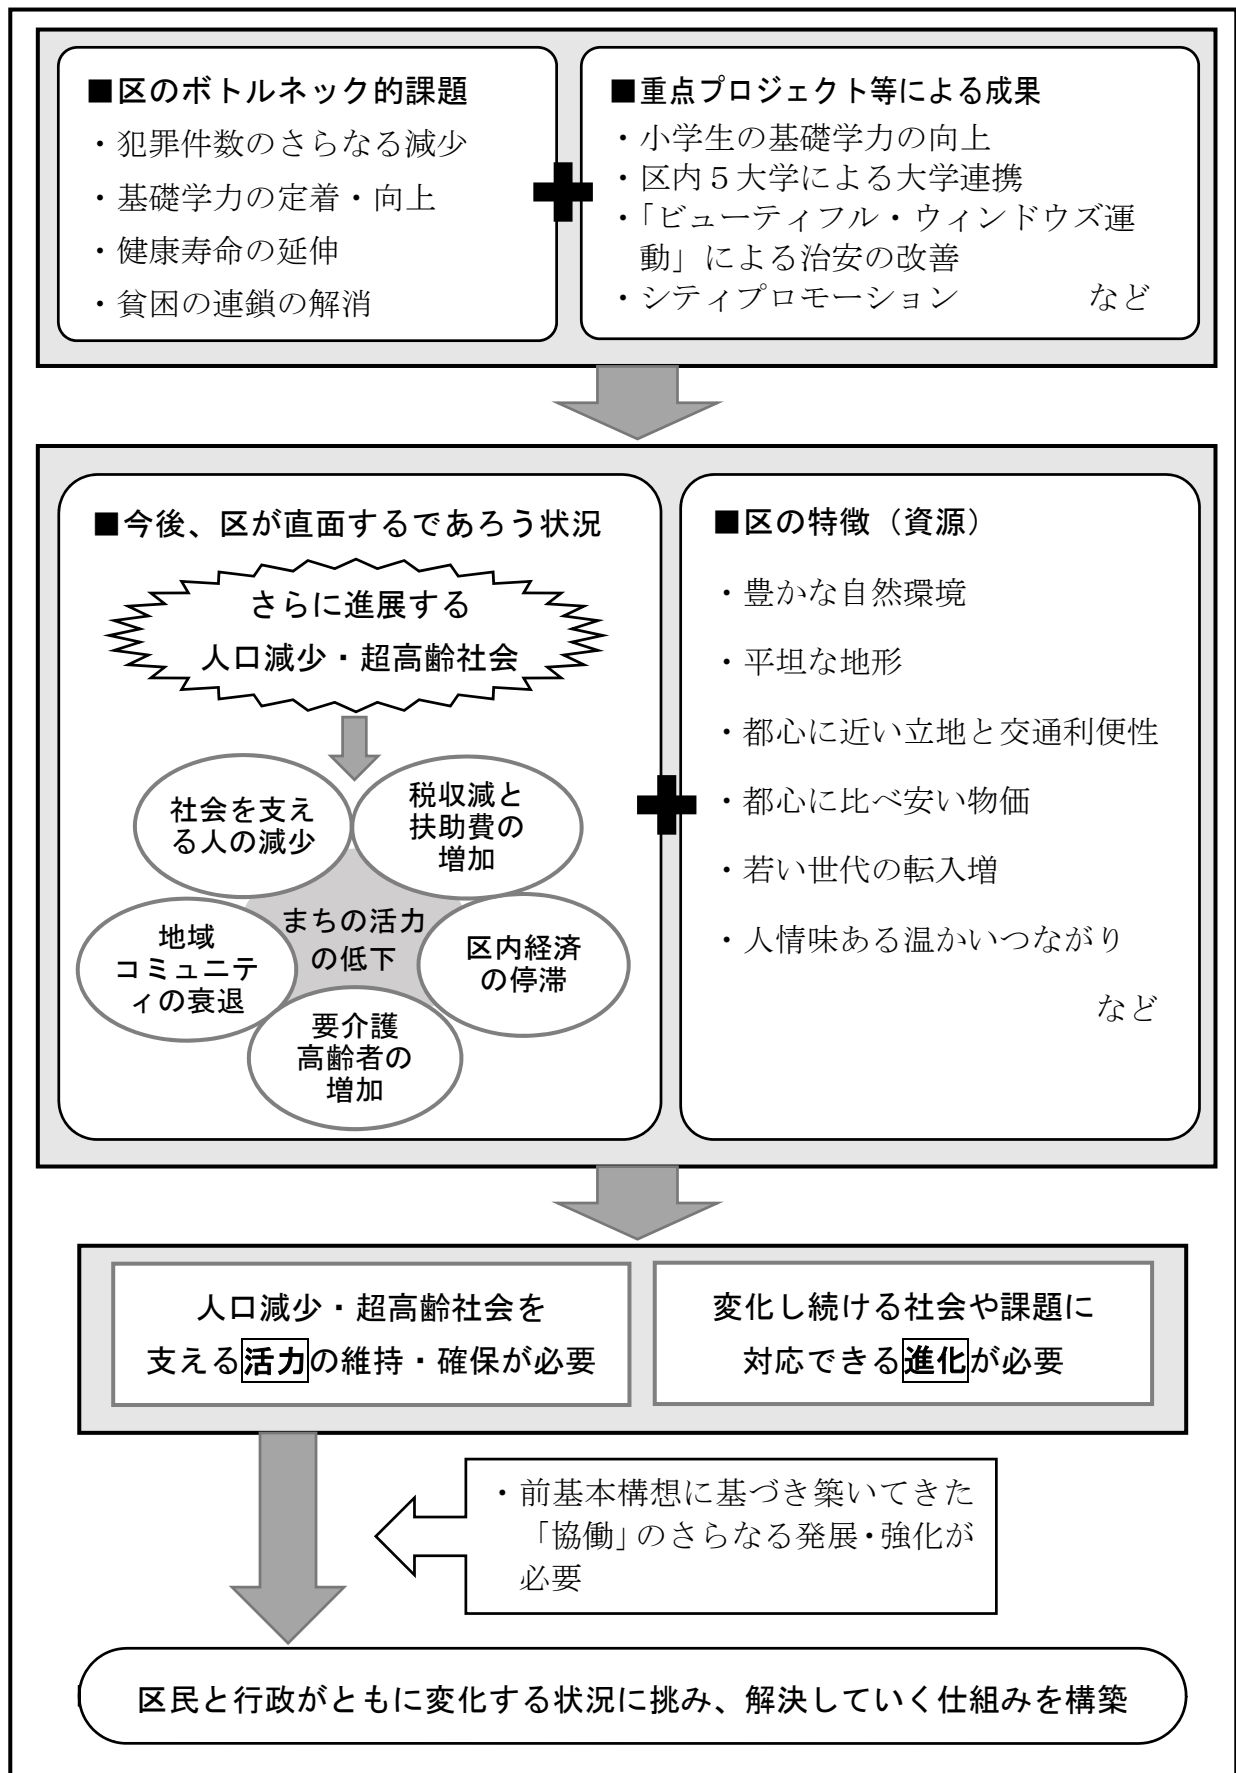 ■区のボトルネック的課題
・犯罪件数のさらなる減少
・基礎学力の定着・向上
・健康寿命の延伸
・貧困の連鎖の解消
■重点プロジェクト等による成果
・小学生の基礎学力の向上
・区内５大学による大学連携
・「ビューティフル・ウィンドウズ運
動」による治安の改善
・シティプロモーション　　　　など
■今後、区が直面するであろう状況
さらに進展する
人口減少・超高齢社会
社会を支え
る人の減少
税収減と
扶助費の
増加
まちの活力
の低下
地域
コミュニテ
ィの衰退
区内経済
の停滞
要介護
高齢者の
増加
■区の特徴（資源）
・豊かな自然環境
・平坦な地形
・都心に近い立地と交通利便性
・都心に比べ安い物価
・若い世代の転入増
・人情味ある温かいつながり
など
人口減少・超高齢社会を
支える活力の維持・確保が必要
変化し続ける社会や課題に
対応できる進化が必要
・前基本構想に基づき築いてきた
「協働」のさらなる発展・強化が
必要
区民と行政がともに変化する状況に挑み、解決していく仕組みを構築